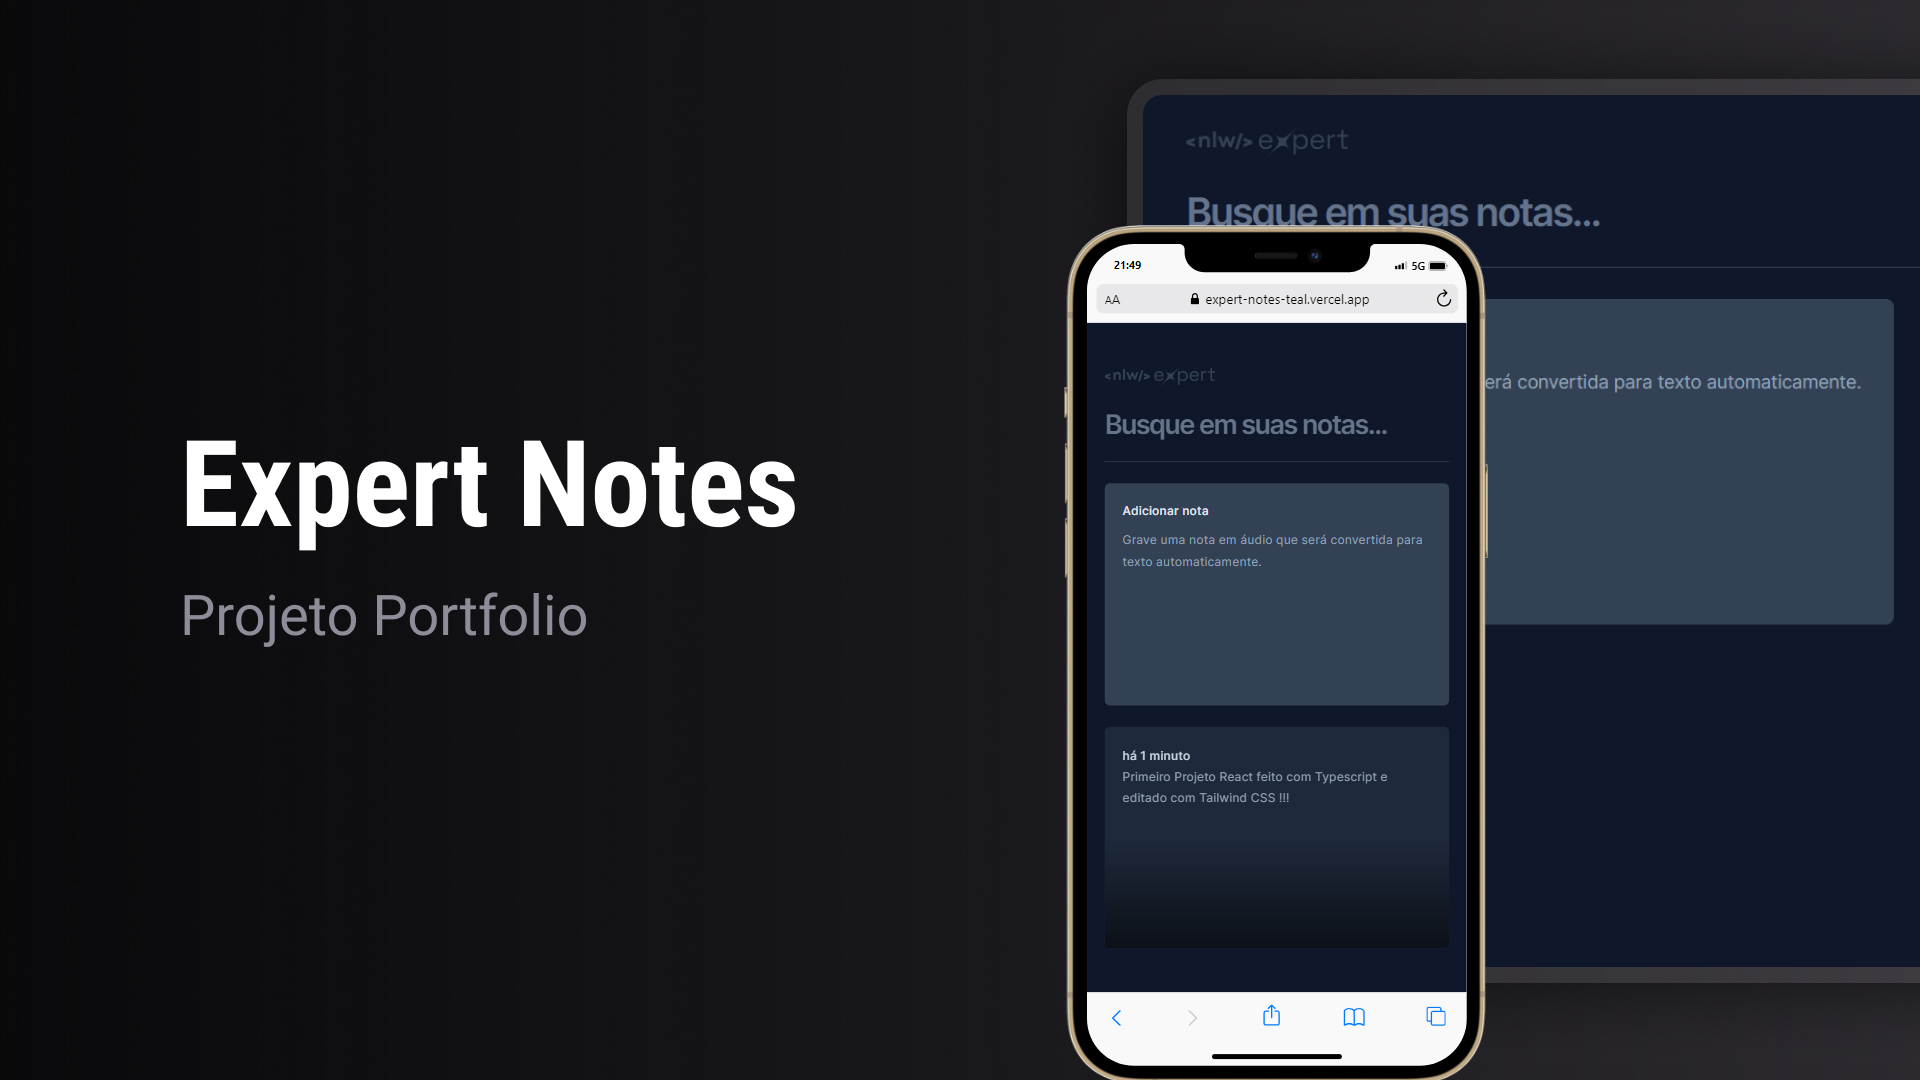 Expert Notes
Projeto Portfolio
<nlw/> expert
Busque em suas notas...
erá convertida para texto automaticamente.
21:49
5G
AA
expert-notes-teal.vercel.app
<nlw/> expert
Busque em suas notas...
Adicionar nota
Grave uma nota em áudio que será convertida para
texto automaticamente.
há 1 minuto
Primeiro Projeto React feito com Typescript e
editado com Tailwind CSS !!!